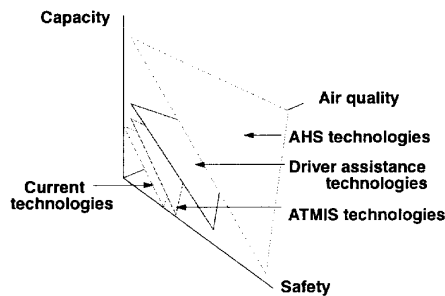 Capacity
Air quality
AHS technologies
Driver assistance
technologies
Current
technologies
ATMIS technologies
Safety